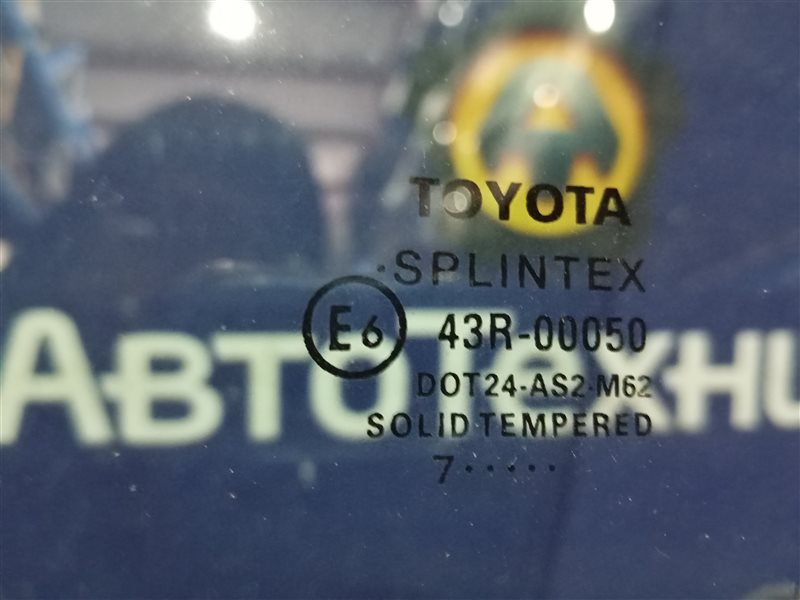 TOYOTA
·SPLINTEX
E6 43R-00050
DOT24-AS2·M62
SOLID TEMPERED
7·····
АВТОТЕХНИ